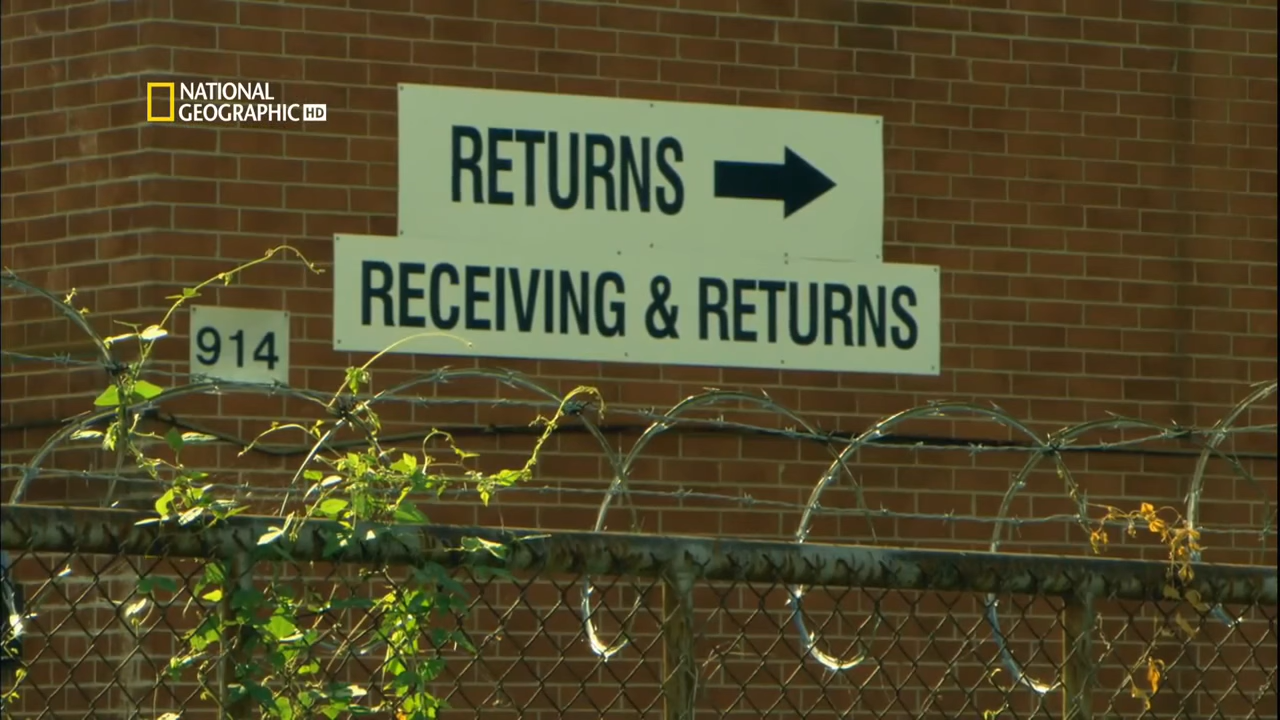 NATIONAL
GEOGRAPHIC HD
RETURNS
RECEIVING & RETURNS
914